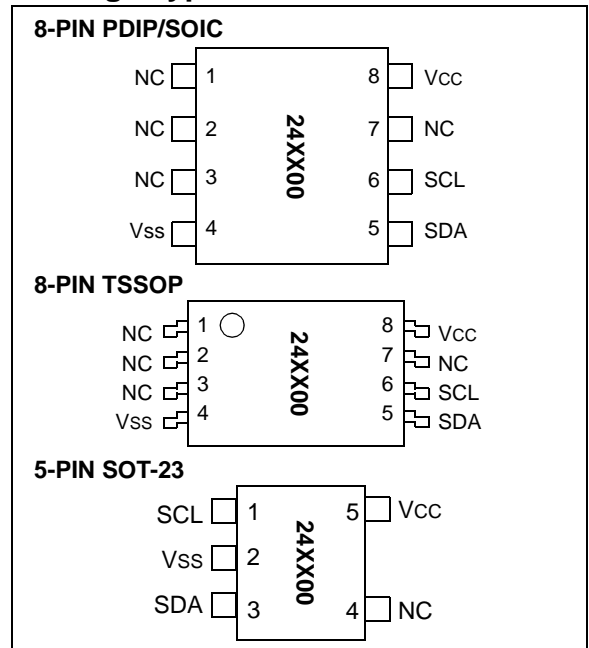 8-PIN PDIP/SOIC
NC 1 8 VCC
NC 2 7 NC
NC 3 6 SCL
VSS 4 5 SDA
24XX00
8-PIN TSSOP
NC 1 8 VCC
NC 2 7 NC
NC 3 6 SCL
VSS 4 5 SDA
24XX00
5-PIN SOT-23
SCL 1 5 VCC
VSS 2
SDA 3 4 NC
24XX00